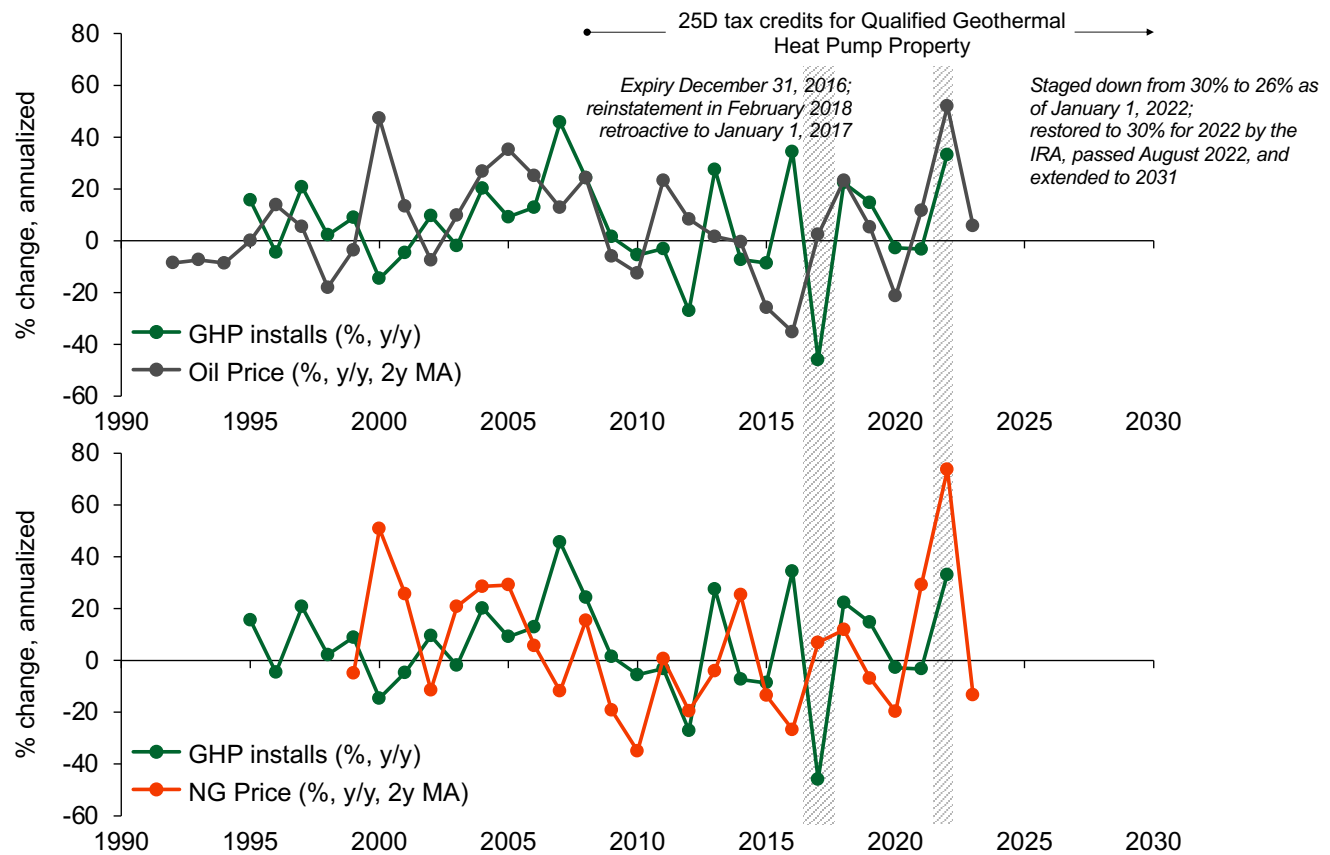 25D tax credits for Qualified Geothermal
Heat Pump Property
Expiry December 31, 2016;
reinstatement in February 2018
retroactive to January 1, 2017
Staged down from 30% to 26% as
of January 1, 2022;
restored to 30% for 2022 by the
IRA, passed August 2022, and
extended to 2031
% change, annualized
80
60
40
20
0
-20
-40
-60
GHP installs (%, y/y)
Oil Price (%, y/y, 2y MA)
1990 1995 2000 2005 2010 2015 2020 2025 2030
% change, annualized
80
60
40
20
0
-20
-40
-60
GHP installs (%, y/y)
NG Price (%, y/y, 2y MA)
1990 1995 2000 2005 2010 2015 2020 2025 2030